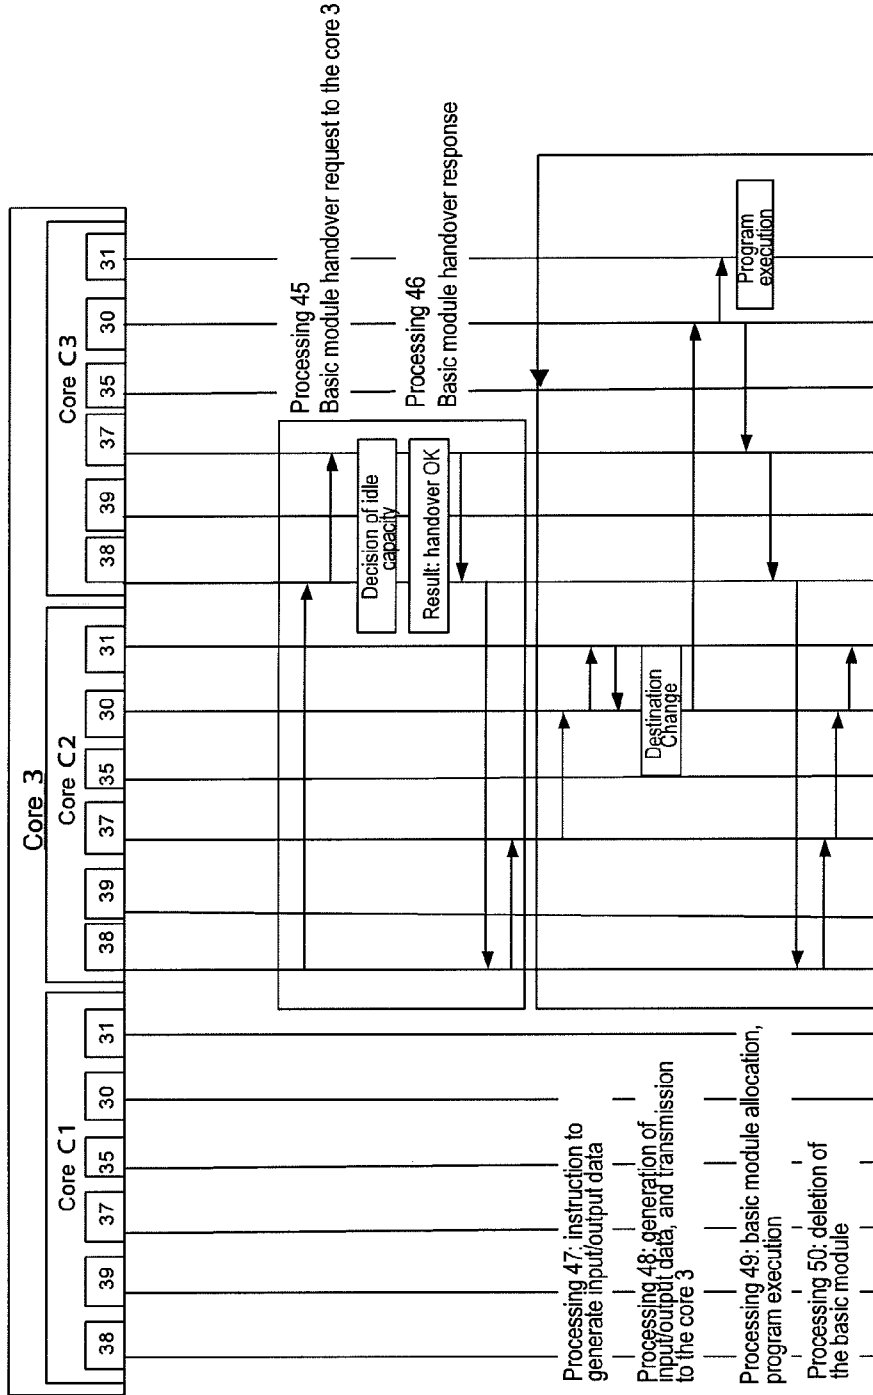 Core 3
Core C1
Core C2
Core C3
38
39
37
35
30
31
38
39
37
35
30
31
38
39
37
35
30
31
Processing 45
Basic module handover request to the core 3
Decision of idle
capacity
Result: handover OK
Processing 46
Basic module handover response
Processing 47: instruction to
generate input/output data
Destination
Change
Processing 48: generation of
input/output data, and transmission
to the core 3
Program
execution
Processing 49: basic module allocation,
program execution
Processing 50: deletion of
the basic module